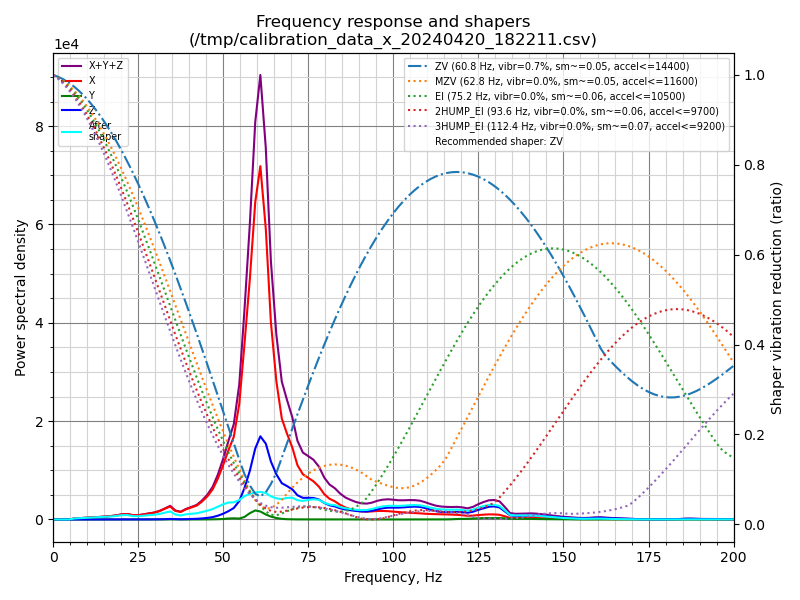 Frequency response and shapers
(/tmp/calibration_data_x_20240420_182211.csv)
1e4
X+Y+Z
X
Y
Z
After
shaper
ZV (60.8 Hz, vibr=0.7%, sm~=0.05, accel<=14400)
MZV (62.8 Hz, vibr=0.0%, sm~=0.05, accel<=11600)
EI (75.2 Hz, vibr=0.0%, sm~=0.06, accel<=10500)
2HUMP_EI (93.6 Hz, vibr=0.0%, sm~=0.06, accel<=9700)
3HUMP_EI (112.4 Hz, vibr=0.0%, sm~=0.07, accel<=9200)
Recommended shaper: ZV
Power spectral density
8
6
4
2
0
1.0
0.8
0.6
0.4
0.2
0.0
Shaper vibration reduction (ratio)
0 25 50 75 100 125 150 175 200
Frequency, Hz